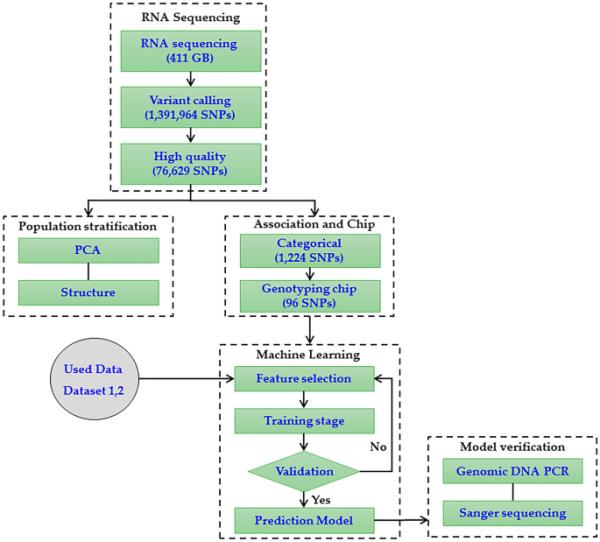 RNA Sequencing
RNA sequencing
(411 GB)
Variant calling
(1,391,964 SNPs)
High quality
(76,629 SNPs)
Population stratification
PCA
Structure
Association and Chip
Categorical
(1,224 SNPs)
Genotyping chip
(96 SNPs)
Used Data
Dataset 1,2
Machine Learning
Feature selection
Training stage
No
Validation
Yes
Prediction Model
Model verification
Genomic DNA PCR
Sanger sequencing